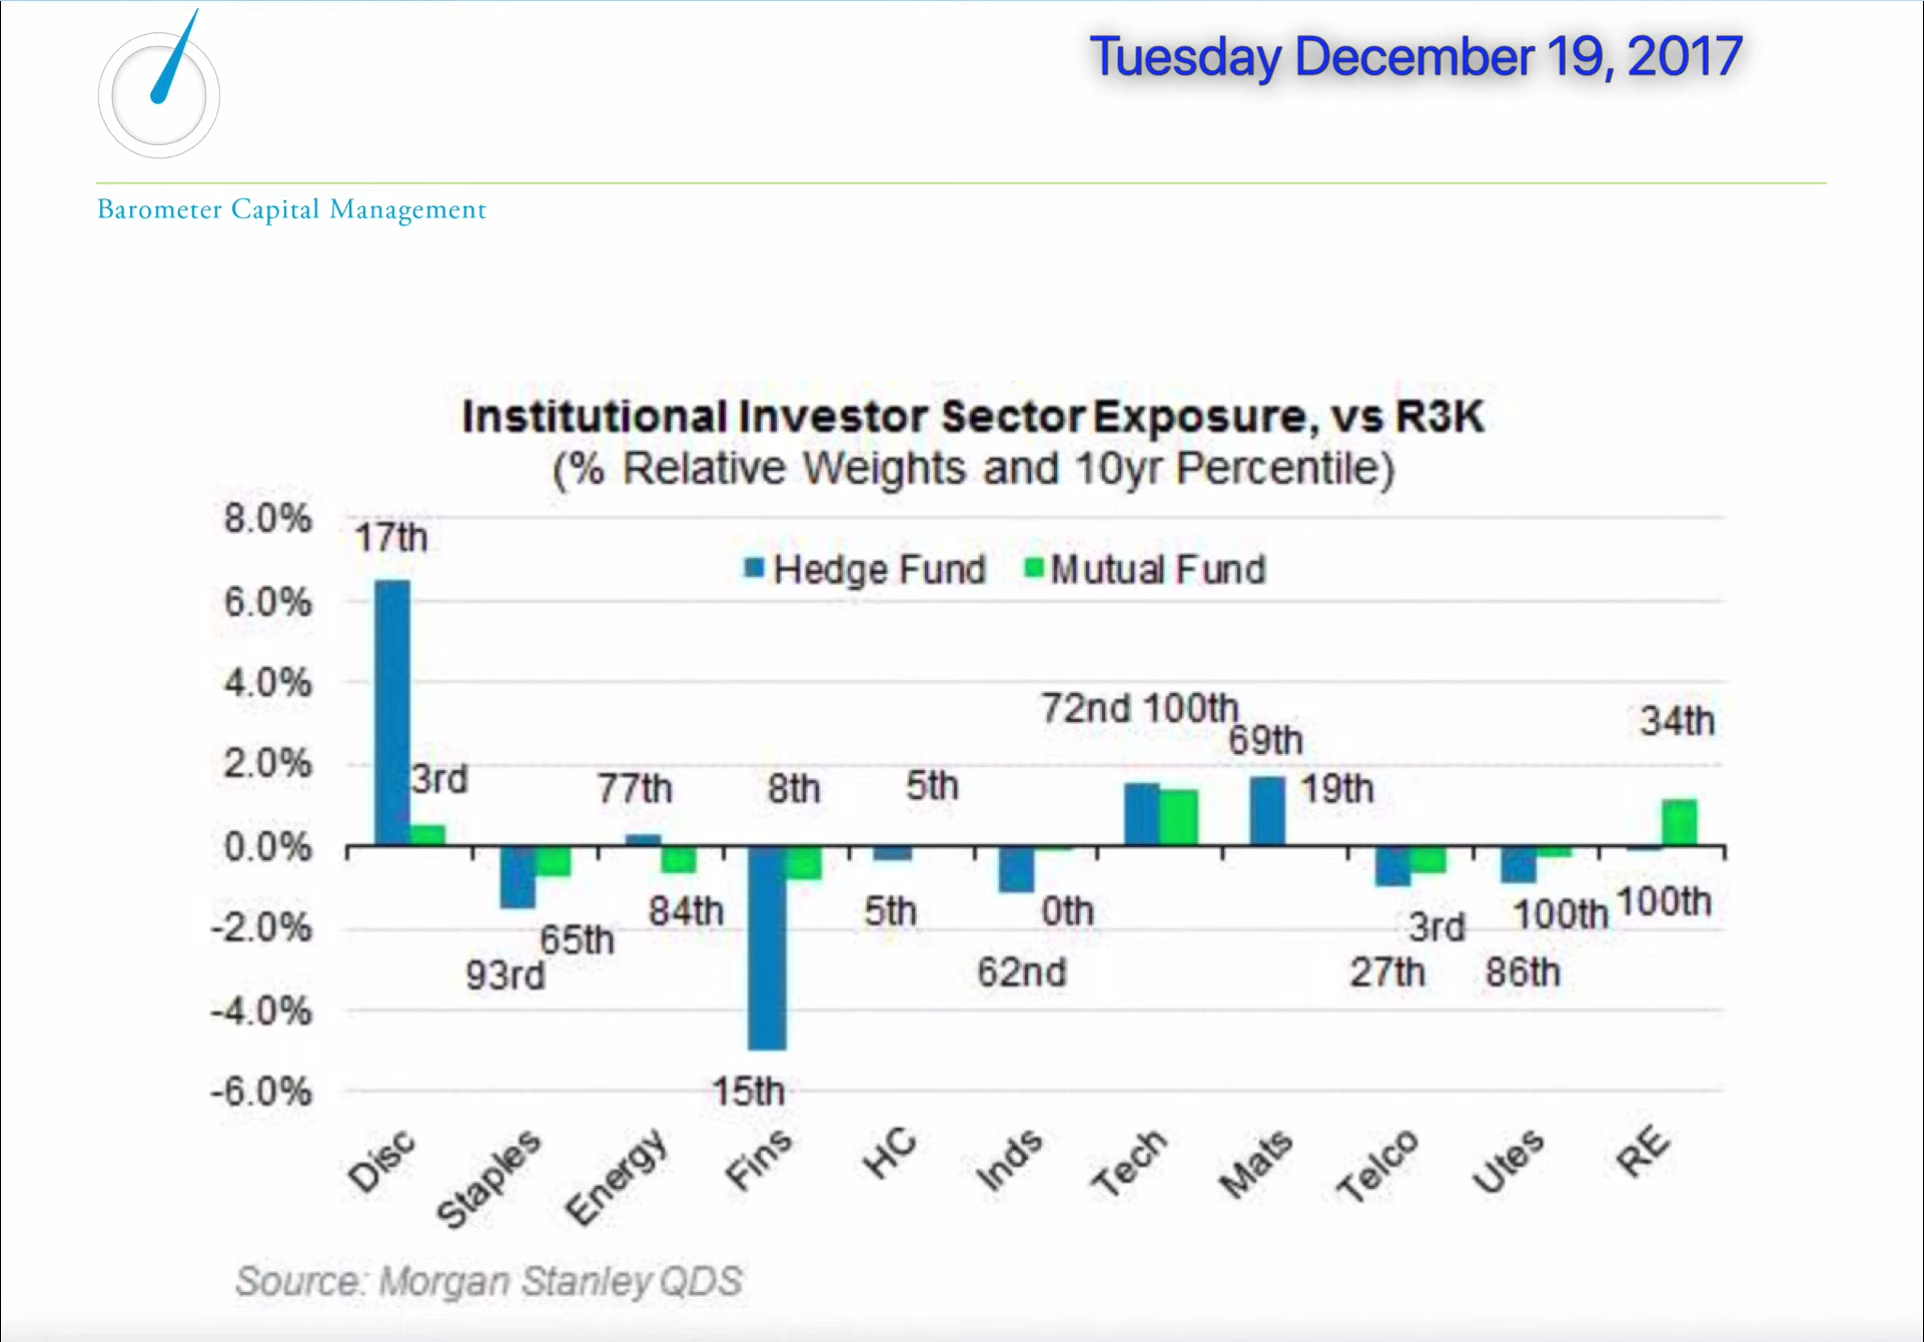 Tuesday December 19, 2017
Barometer Capital Management
Institutional Investor Sector Exposure, vs R3K
(% Relative Weights and 10yr Percentile)
8.0%
17th
Hedge Fund Mutual Fund
6.0%
4.0%
72nd 100th
69th
34th
2.0%
3rd
77th
8th
5th
19th
0.0%
65th
93rd
84th
5th
0th
62nd
3rd
27th
100th
86th
100th
-2.0%
-4.0%
-6.0%
15th
Disc
Staples
Energy
Fins
HC
Inds
Tech
Mats
Telco
Utes
RE
Source: Morgan Stanley QDS